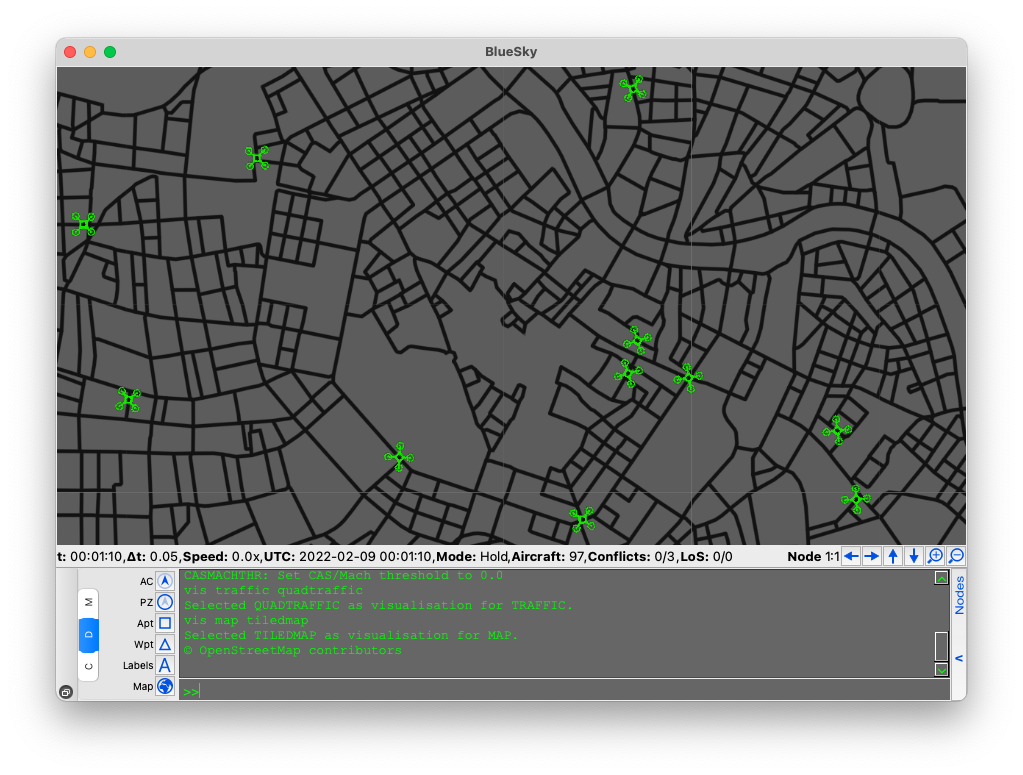 BlueSky
t: 00:01:10,Δt: 0.05,Speed: 0.0x,UTC: 2022-02-09 00:01:10,Mode: Hold,Aircraft: 97,Conflicts: 0/3,LoS: 0/0 Node 1:1
AC
PZ
Apt
Wpt
Labels
Map
M
D
C
CASMACHTHR: Set CAS/Mach threshold to 0.0
vis traffic quadtraffic
Selected QUADTRAFFIC as visualisation for TRAFFIC.
vis map tiledmap
Selected TILEDMAP as visualisation for MAP.
© OpenStreetMap contributors
>>
Nodes
<